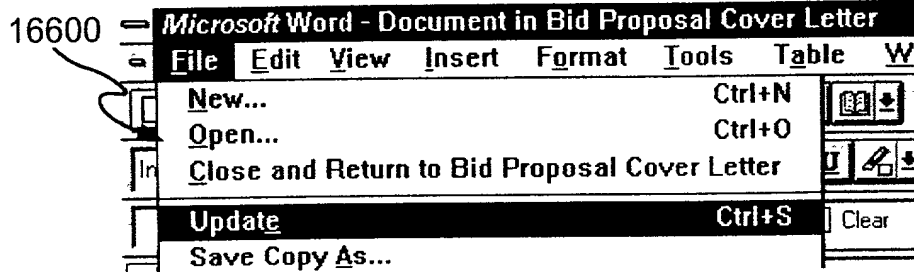 16600
Microsoft Word - Document in Bid Proposal Cover Letter
File Edit View Insert Format Tools Table W
New... Ctrl+N
Open... Ctrl+O
In Close and Return to Bid Proposal Cover Letter U
Update Ctrl+S Clear
Save Copy As...